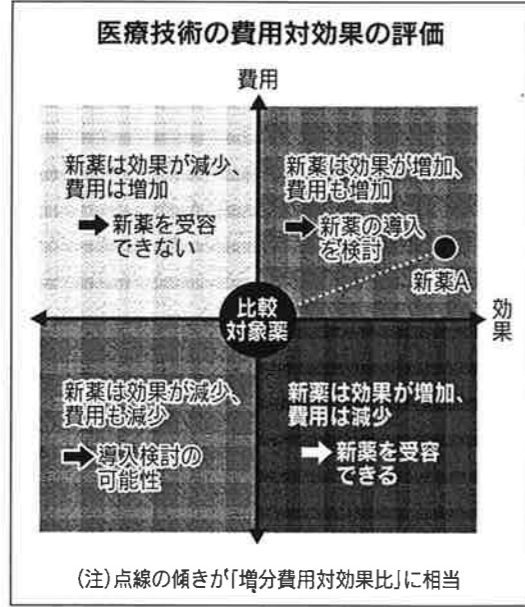 医療技術の費用対効果の評価
費用
新薬は効果が減少、
費用は増加
➡新薬を受容
できない
新薬は効果が増加、
費用も増加
➡新薬の導入
を検討
新薬A
比較
対象薬
効果
新薬は効果が減少、
費用も減少
➡導入検討の
可能性
新薬は効果が増加、
費用は減少
➡新薬を受容
できる
(注)点線の傾きが「増分費用対効果比」に相当